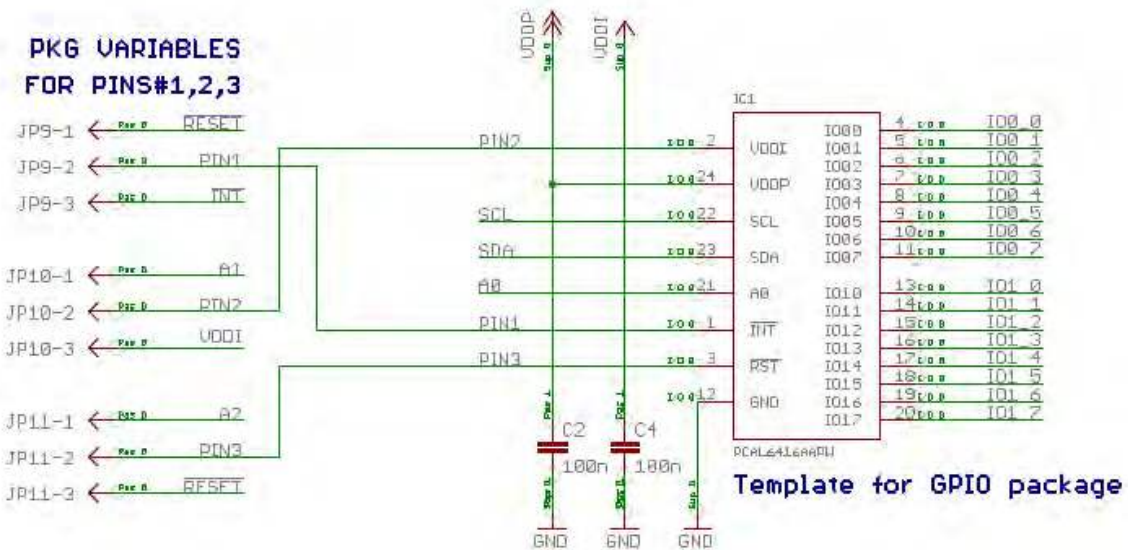 PKG VARIABLES
FOR PINS#1,2,3
JP9-1 RESET
JP9-2 PIN1
JP9-3 INT
JP10-1 A1
JP10-2 PIN2
JP10-3 VDDI
JP11-1 A2
JP11-2 PIN3
JP11-3 RESET
VDDP
VDDI
IC1
PIN2 2 VDDI
24 VDDP
SCL 22 SCL
SDA 23 SDA
A0 21 A0
PIN1 1 INT
PIN3 3 RST
12 GND
IO00 4 IO0_0
IO01 5 IO0_1
IO02 6 IO0_2
IO03 7 IO0_3
IO04 8 IO0_4
IO05 9 IO0_5
IO06 10 IO0_6
IO07 11 IO0_7
IO10 13 IO1_0
IO11 14 IO1_1
IO12 15 IO1_2
IO13 16 IO1_3
IO14 17 IO1_4
IO15 18 IO1_5
IO16 19 IO1_6
IO17 20 IO1_7
C2
100n
C4
100n
GND
GND
GND
PCAL6416AAPW
Template for GPIO package